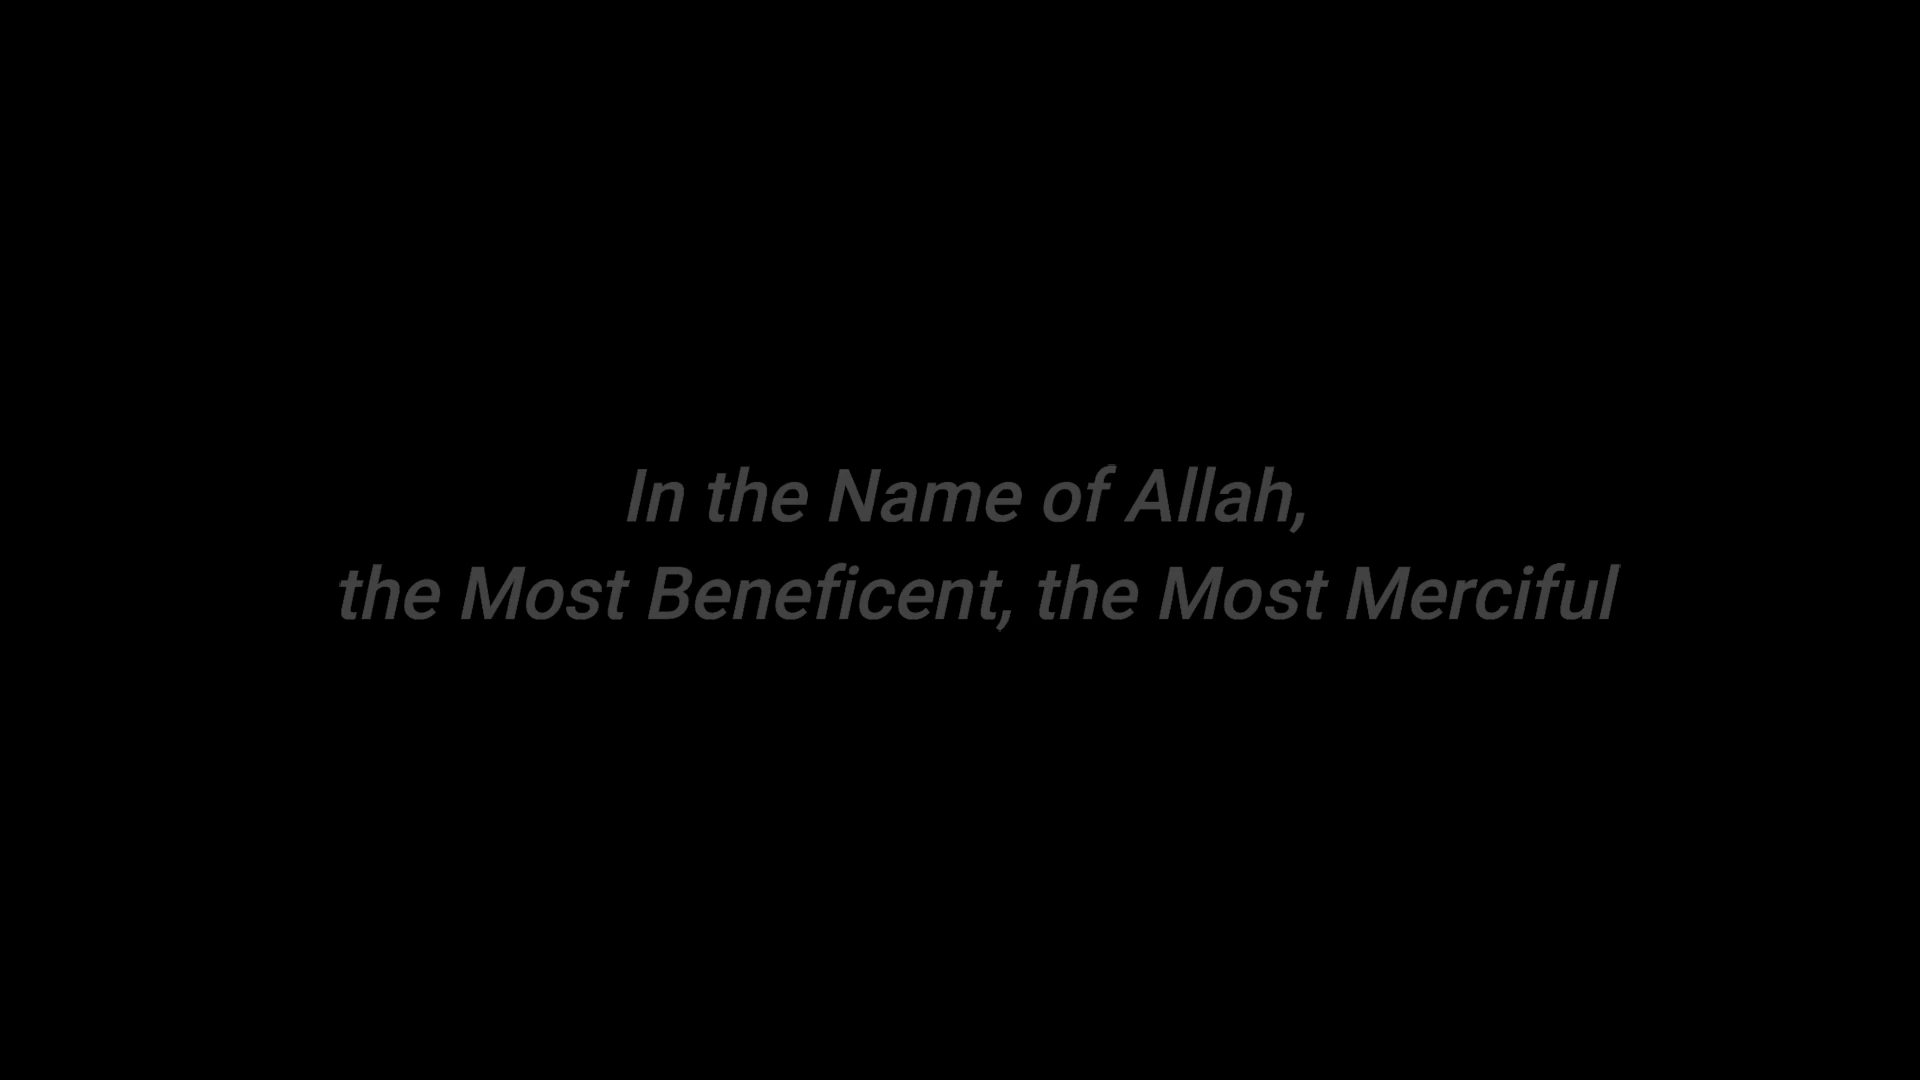 In the Name of Allah,
the Most Beneficent, the Most Merciful